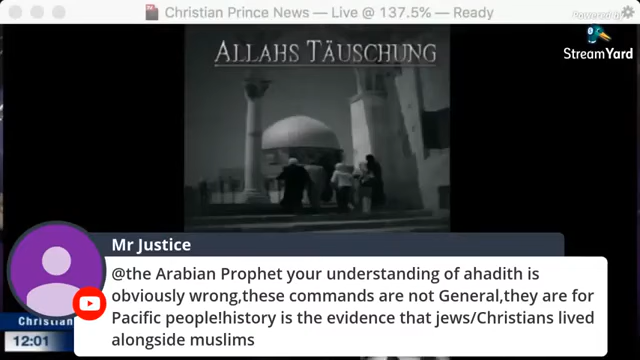 Christian Prince News — Live @ 137.5% — Ready
Powered by
StreamYard
ALLAHS TÄUSCHUNG
Mr Justice
@the Arabian Prophet your understanding of ahadith is
obviously wrong,these commands are not General,they are for
Pacific people!history is the evidence that jews/Christians lived
alongside muslims
Christian
12:01